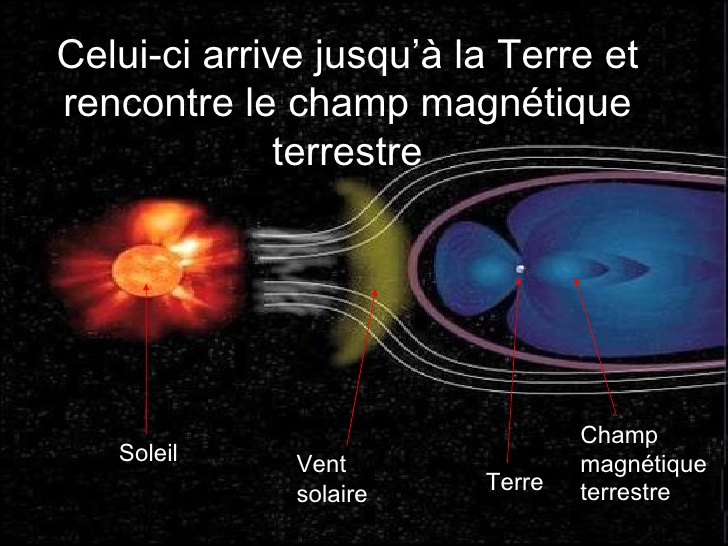 Celui-ci arrive jusqu’à la Terre et
rencontre le champ magnétique
terrestre
Soleil
Vent
solaire
Terre
Champ
magnétique
terrestre